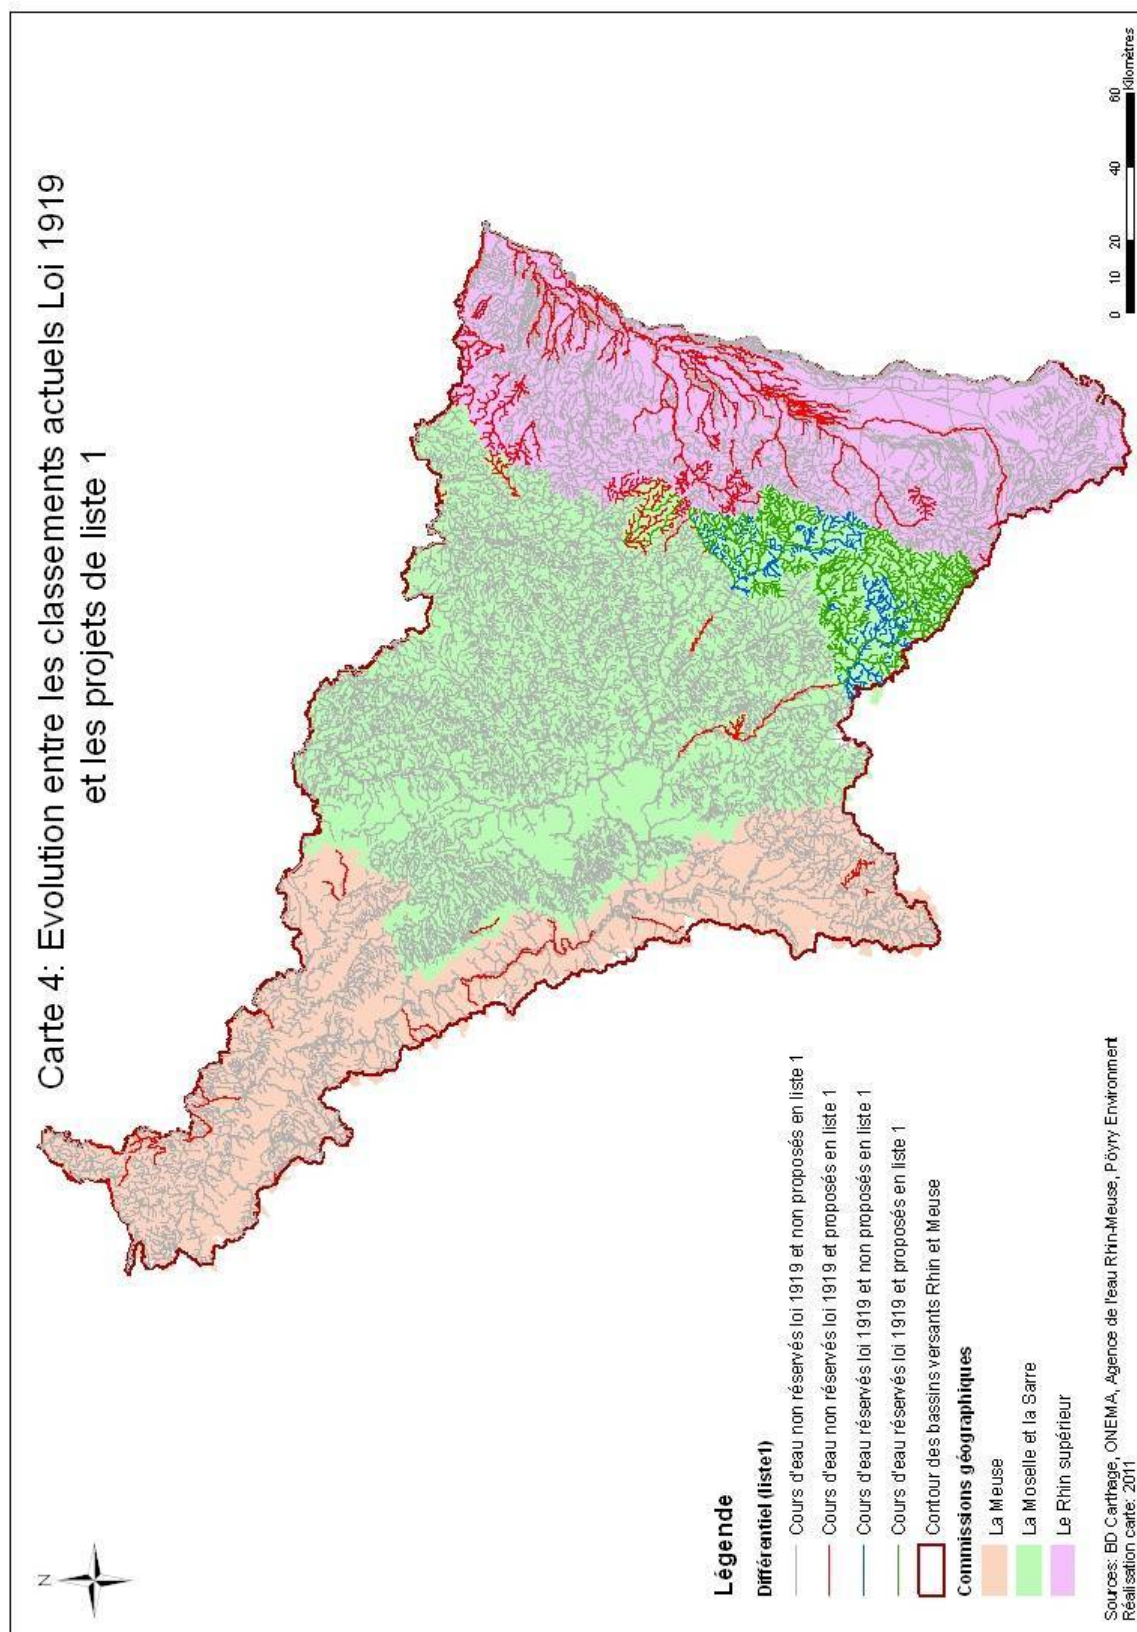 Carte 4: Evolution entre les classements actuels Loi 1919
et les projets de liste 1
N
Légende
Différentiel (liste1)
Cours d'eau non réservés loi 1919 et non proposés en liste 1
Cours d'eau non réservés loi 1919 et proposés en liste 1
Cours d'eau réservés loi 1919 et non proposés en liste 1
Cours d'eau réservés loi 1919 et proposés en liste 1
Contour des bassins versants Rhin et Meuse
Commissions géographiques
La Meuse
La Moselle et la Sarre
Le Rhin supérieur
Sources: BD Carthage, ONEMA, Agence de l'eau Rhin-Meuse, Pöyry Environment
Réalisation carte: 2011
0 10 20 40 60
Kilomètres